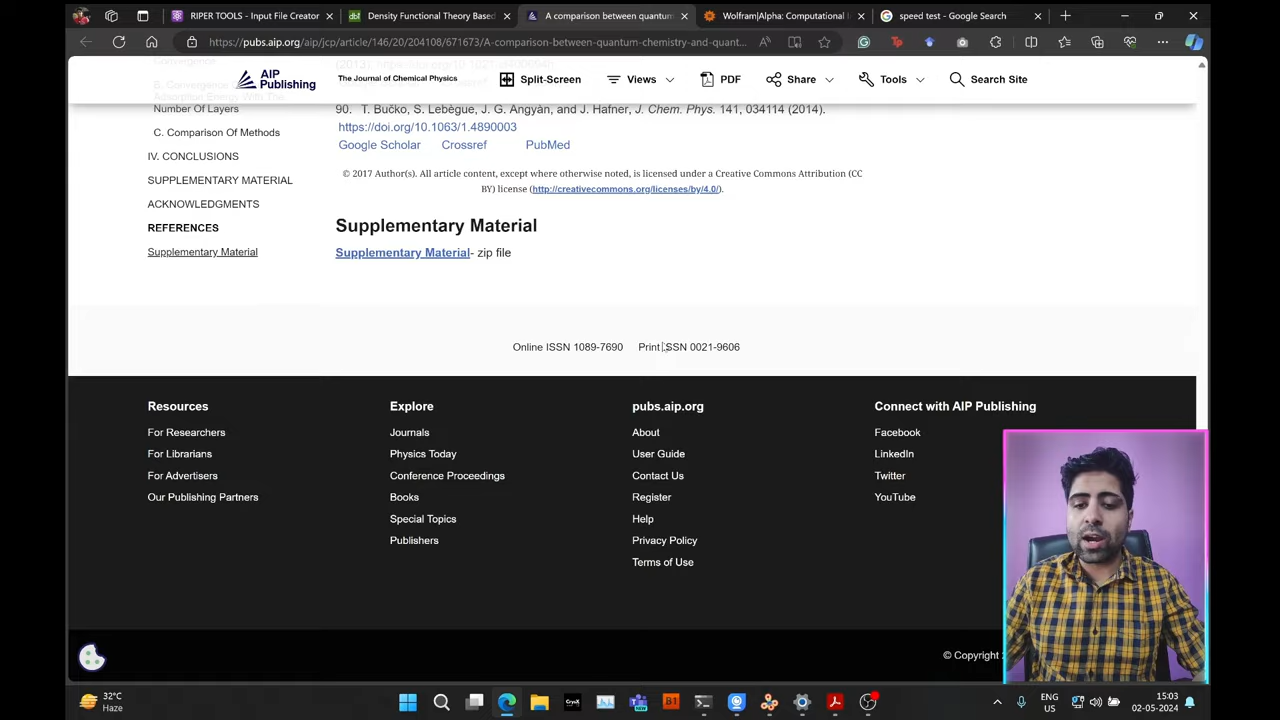 RIPER TOOLS - Input File Creator
Density Functional Theory Based
A comparison between quantum
Wolfram|Alpha: Computational I
speed test - Google Search
https://pubs.aip.org/aip/jcp/article/146/20/204108/671673/A-comparison-between-quantum-chemistry-and-quant...
AIP
Publishing
The Journal of Chemical Physics
Split-Screen
Views
PDF
Share
Tools
Search Site
Convergence
B. Convergence
Adsorption Energy With The
Number Of Layers
C. Comparison Of Methods
IV. CONCLUSIONS
SUPPLEMENTARY MATERIAL
ACKNOWLEDGMENTS
REFERENCES
Supplementary Material
90. T. Bučko, S. Lebègue, J. G. Ángyán, and J. Hafner, J. Chem. Phys. 141, 034114 (2014).
https://doi.org/10.1063/1.4890003
Google Scholar Crossref PubMed
© 2017 Author(s). All article content, except where otherwise noted, is licensed under a Creative Commons Attribution (CC
BY) license (http://creativecommons.org/licenses/by/4.0/).
Supplementary Material
Supplementary Material- zip file
Online ISSN 1089-7690 Print ISSN 0021-9606
Resources
For Researchers
For Librarians
For Advertisers
Our Publishing Partners
Explore
Journals
Physics Today
Conference Proceedings
Books
Special Topics
Publishers
pubs.aip.org
About
User Guide
Contact Us
Register
Help
Privacy Policy
Terms of Use
Connect with AIP Publishing
Facebook
LinkedIn
Twitter
YouTube
© Copyright
32°C
Haze
ENG
US
15:03
02-05-2024